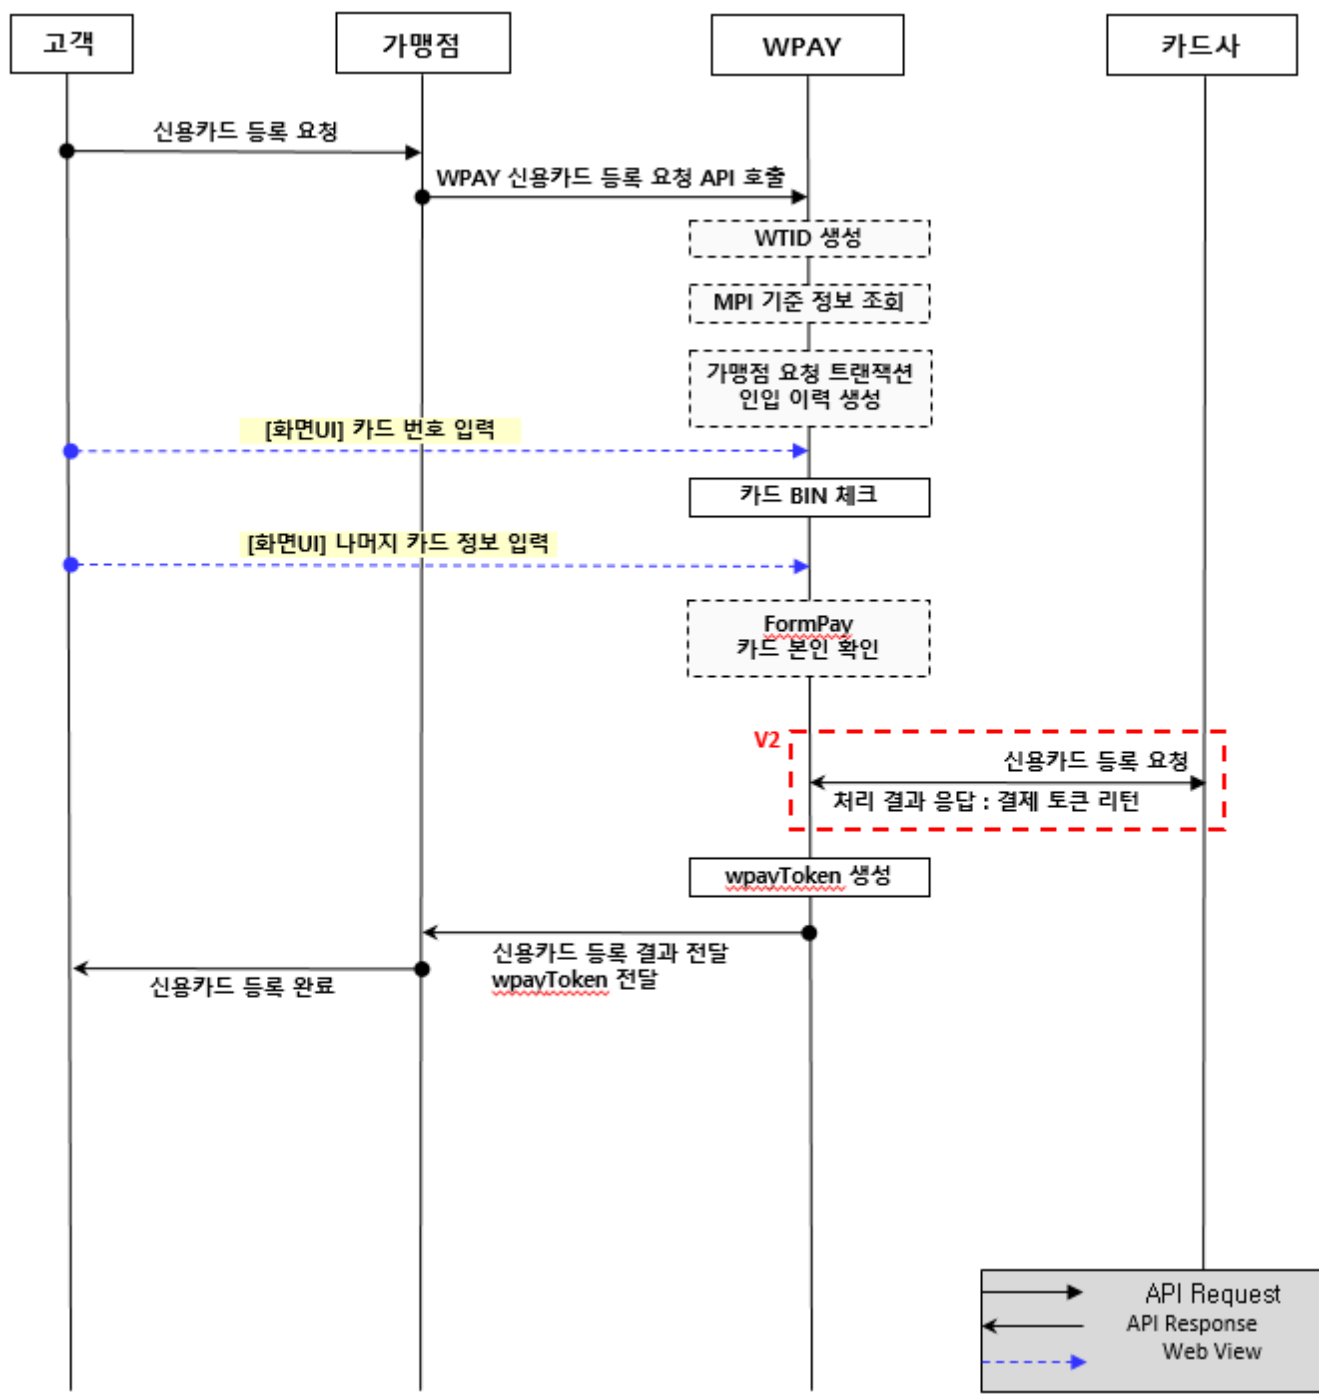 고객
가맹점
WPAY
카드사
신용카드 등록 요청
WPAY 신용카드 등록 요청 API 호출
WTID 생성
MPI 기준 정보 조회
가맹점 요청 트랜잭션
인입 이력 생성
[화면UI] 카드 번호 입력
카드 BIN 체크
[화면UI] 나머지 카드 정보 입력
FormPay
카드 본인 확인
V2
신용카드 등록 요청
처리 결과 응답 : 결제 토큰 리턴
wpayToken 생성
신용카드 등록 결과 전달
wpayToken 전달
신용카드 등록 완료
API Request
API Response
Web View